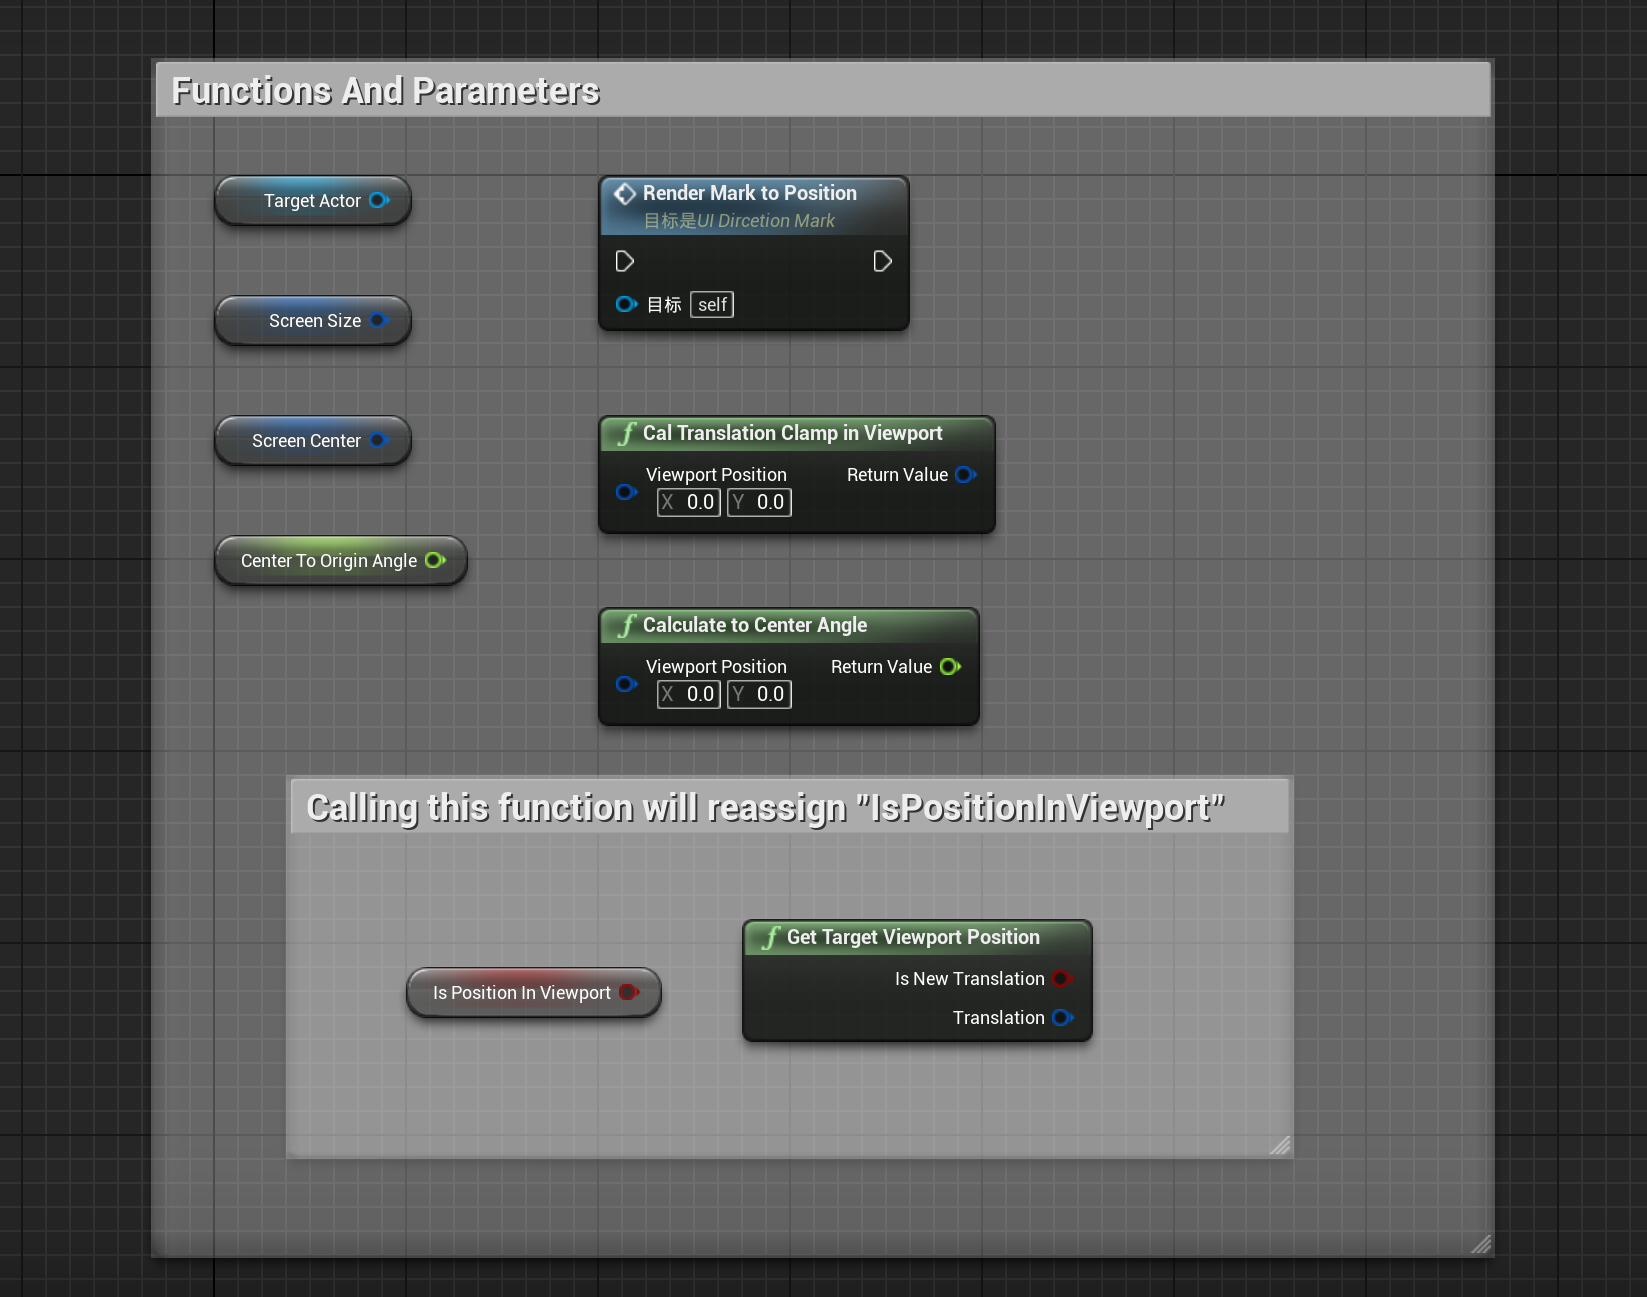 Functions And Parameters
Target Actor
Screen Size
Screen Center
Center To Origin Angle
Render Mark to Position
目标是UI Dircetion Mark
目标 self
Cal Translation Clamp in Viewport
Viewport Position Return Value
X 0.0 Y 0.0
Calculate to Center Angle
Viewport Position Return Value
X 0.0 Y 0.0
Calling this function will reassign "IsPositionInViewport"
Is Position In Viewport
Get Target Viewport Position
Is New Translation
Translation